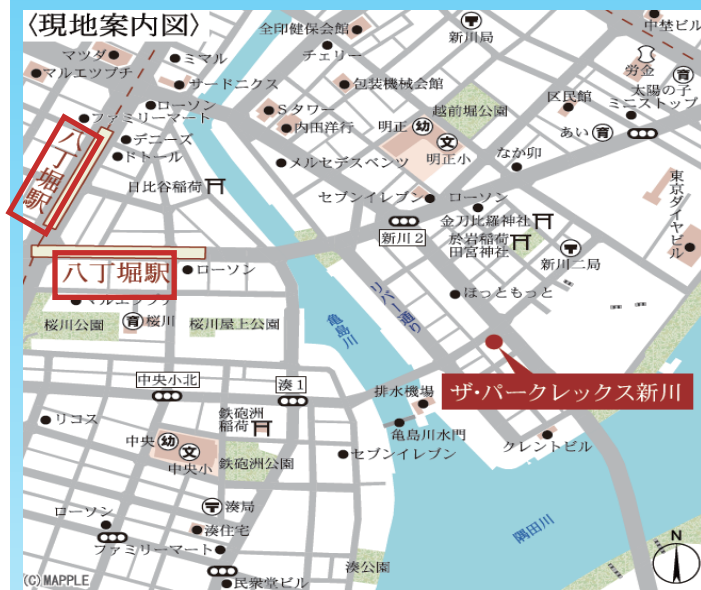 〈現地案内図〉
全印健保会館
新川局
中埜ビル
マツダ
ミマル
チェリー
労金
マルエツプチ
サードニクス
包装機械会館
育
太陽の子
ローソン
Sタワー
越前堀公園
区民館
ミニストップ
ファミリーマート
内田洋行
明正
幼
文
明正小
あい
育
デニーズ
ドトール
メルセデスベンツ
なか卯
八丁堀駅
日比谷稲荷
セブンイレブン
ローソン
東京ダイヤビル
金刀比羅神社
新川2
於岩稲荷
田宮神社
新川二局
八丁堀駅
ローソン
リバー通り
ほっともっと
マルエツプチ
亀島川
桜川公園
育
桜川
桜川屋上公園
ザ・パークレックス新川
中央小北
湊1
排水機場
リコス
鉄砲洲
稲荷
亀島川水門
クレントビル
中央
幼
文
中央小
鉄砲洲公園
セブンイレブン
ローソン
湊局
隅田川
湊住宅
ファミリーマート
湊公園
N
(C)MAPPLE
民衆堂ビル